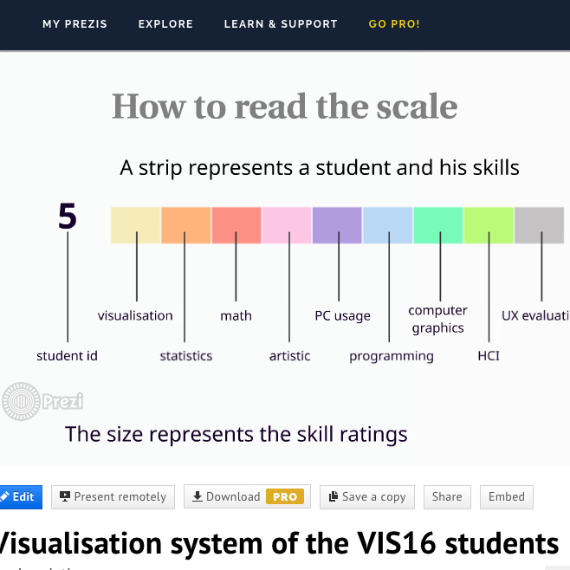 MY PREZIS EXPLORE LEARN & SUPPORT GO PRO!
How to read the scale
A strip represents a student and his skills
5
visualisation math PC usage computer graphics UX evaluati
student id statistics artistic programming HCI
Prezi
The size represents the skill ratings
Edit Present remotely Download PRO Save a copy Share Embed
Visualisation system of the VIS16 students